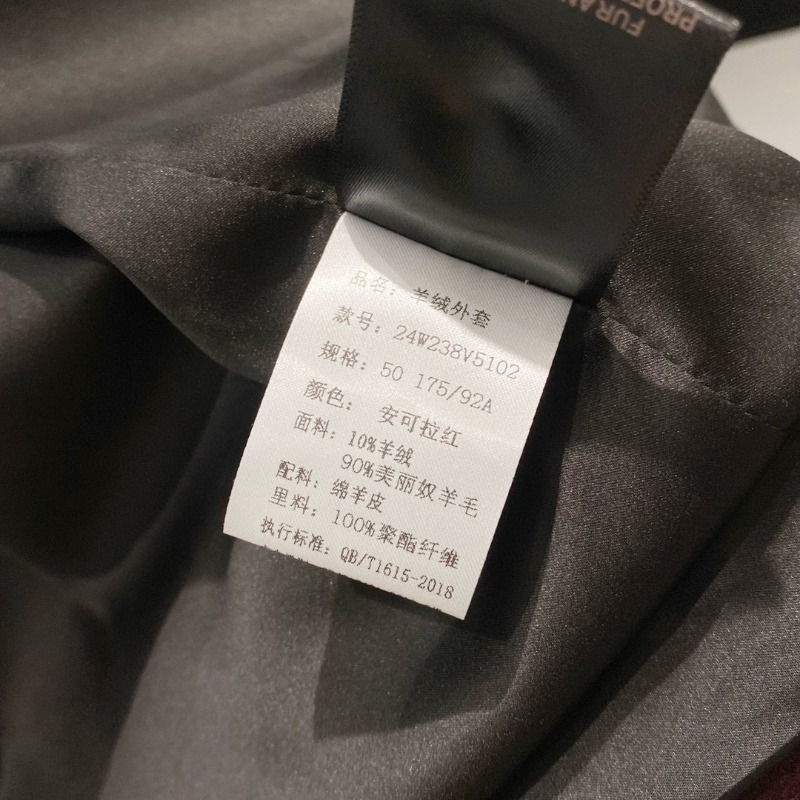 品名: 羊绒外套
款号: 24W238V5102
规格: 50 175/92A
颜色: 安可拉红
面料: 10%羊绒
90%美丽奴羊毛
配料: 绵羊皮
里料: 100%聚酯纤维
执行标准: QB/T1615-2018